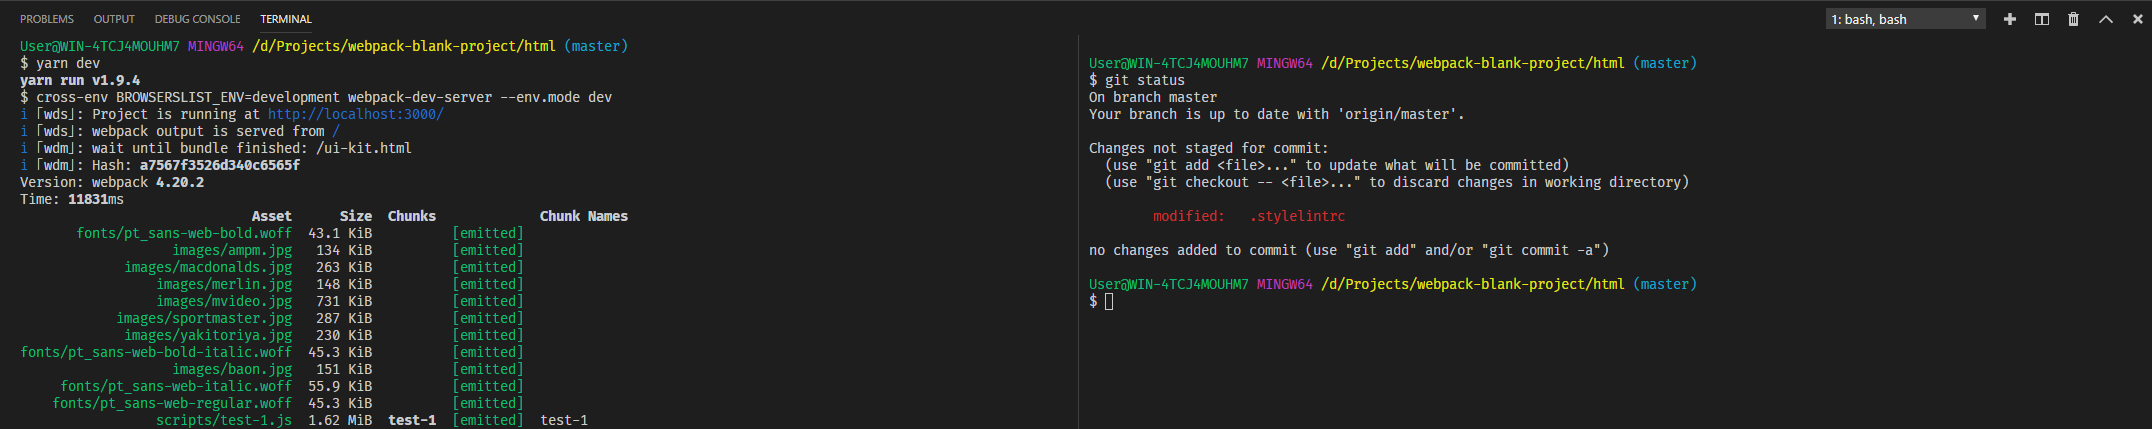 PROBLEMS OUTPUT DEBUG CONSOLE TERMINAL
1: bash, bash
User@WIN-4TCJ4MOUHM7 MINGW64 /d/Projects/webpack-blank-project/html (master)
$ yarn dev
yarn run v1.9.4
$ cross-env BROWSERSLIST_ENV=development webpack-dev-server --env.mode dev
i ｢wds｣: Project is running at http://localhost:3000/
i ｢wds｣: webpack output is served from /
i ｢wdm｣: wait until bundle finished: /ui-kit.html
i ｢wdm｣: Hash: a7567f3526d340c6565f
Version: webpack 4.20.2
Time: 11831ms
Asset Size Chunks Chunk Names
fonts/pt_sans-web-bold.woff 43.1 KiB [emitted]
images/ampm.jpg 134 KiB [emitted]
images/macdonalds.jpg 263 KiB [emitted]
images/merlin.jpg 148 KiB [emitted]
images/mvideo.jpg 731 KiB [emitted]
images/sportmaster.jpg 287 KiB [emitted]
images/yakitoriya.jpg 230 KiB [emitted]
fonts/pt_sans-web-bold-italic.woff 45.3 KiB [emitted]
images/baon.jpg 151 KiB [emitted]
fonts/pt_sans-web-italic.woff 55.9 KiB [emitted]
fonts/pt_sans-web-regular.woff 45.3 KiB [emitted]
scripts/test-1.js 1.62 MiB test-1 [emitted] test-1
User@WIN-4TCJ4MOUHM7 MINGW64 /d/Projects/webpack-blank-project/html (master)
$ git status
On branch master
Your branch is up to date with 'origin/master'.
Changes not staged for commit:
(use "git add <file>..." to update what will be committed)
(use "git checkout -- <file>..." to discard changes in working directory)
modified: .stylelintrc
no changes added to commit (use "git add" and/or "git commit -a")
User@WIN-4TCJ4MOUHM7 MINGW64 /d/Projects/webpack-blank-project/html (master)
$